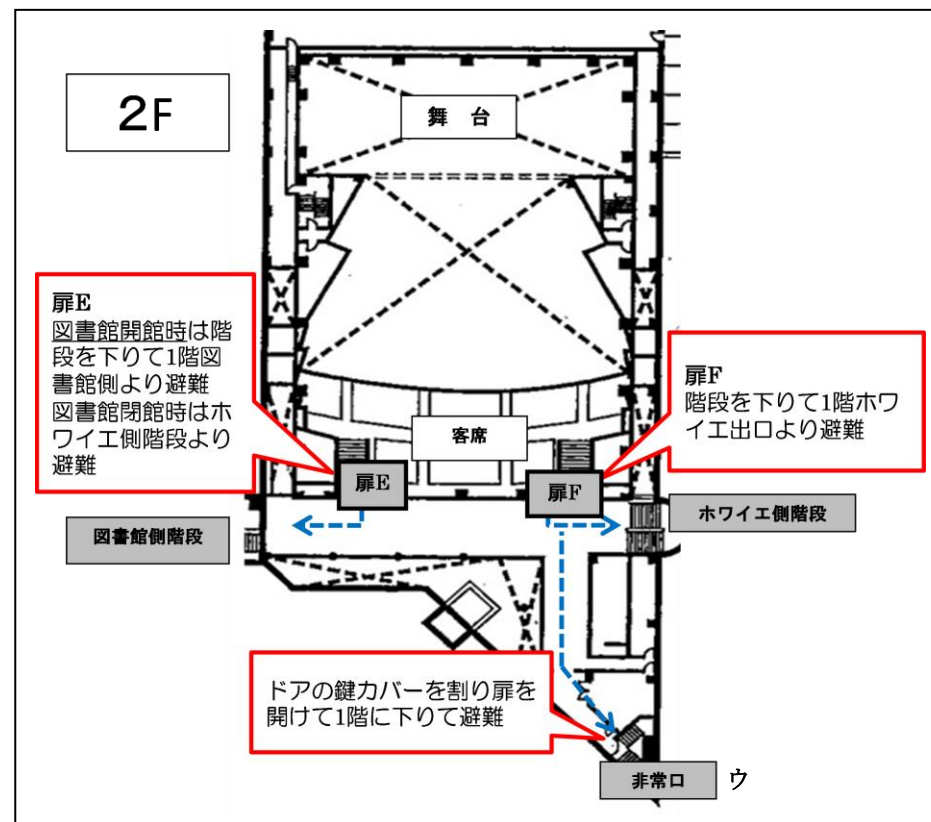 2F
舞 台
扉E
図書館開館時は階
段を下りて1階図
書館側より避難
図書館閉館時はホ
ワイエ側階段より
避難
扉F
階段を下りて1階ホワ
イエ出口より避難
客席
扉E
扉F
図書館側階段
ホワイエ側階段
ドアの鍵カバーを割り扉を
開けて1階に下りて避難
非常口 ウ